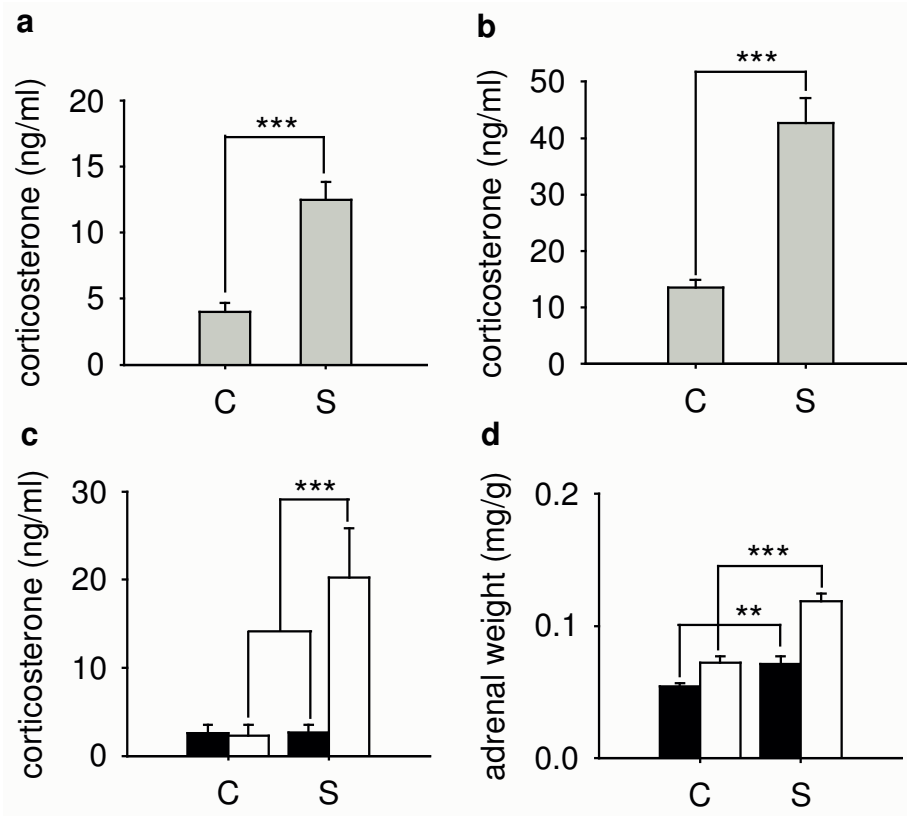 a
corticosterone (ng/ml)
20
15
10
5
0
***
C S
b
corticosterone (ng/ml)
50
40
30
20
10
0
***
C S
c
corticosterone (ng/ml)
30
20
10
0
***
C S
d
adrenal weight (mg/g)
0.2
0.1
0.0
***
**
C S